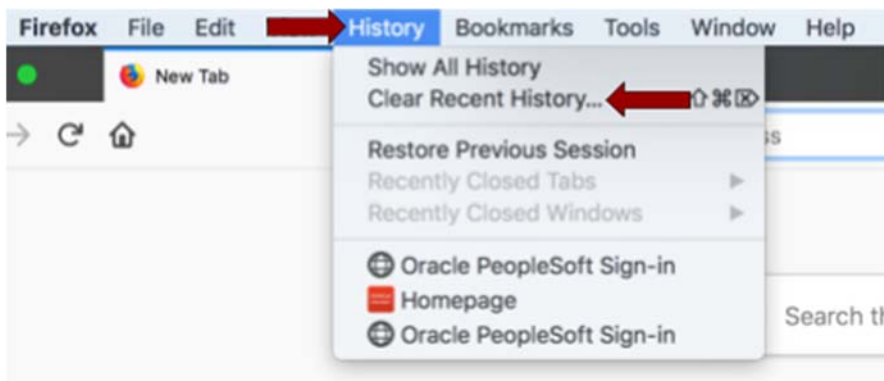 Firefox File Edit History Bookmarks Tools Window Help
New Tab
Show All History
Clear Recent History... ⇧⌘⌦
ss
Restore Previous Session
Recently Closed Tabs
Recently Closed Windows
Oracle PeopleSoft Sign-in
Homepage
Search th
Oracle PeopleSoft Sign-in